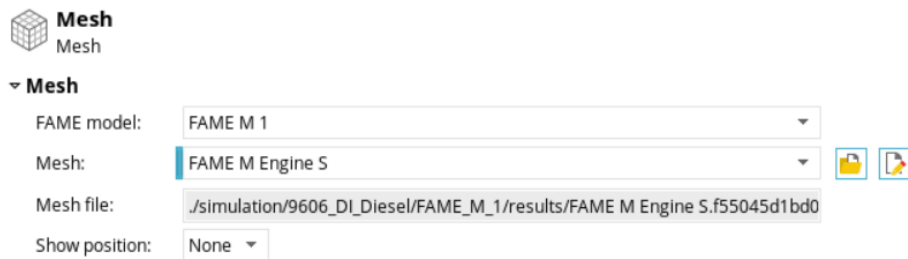 Mesh
Mesh
Mesh
FAME model: FAME M 1
Mesh: FAME M Engine S
Mesh file: ./simulation/9606_DI_Diesel/FAME_M_1/results/FAME M Engine S.f55045d1bd0
Show position: None